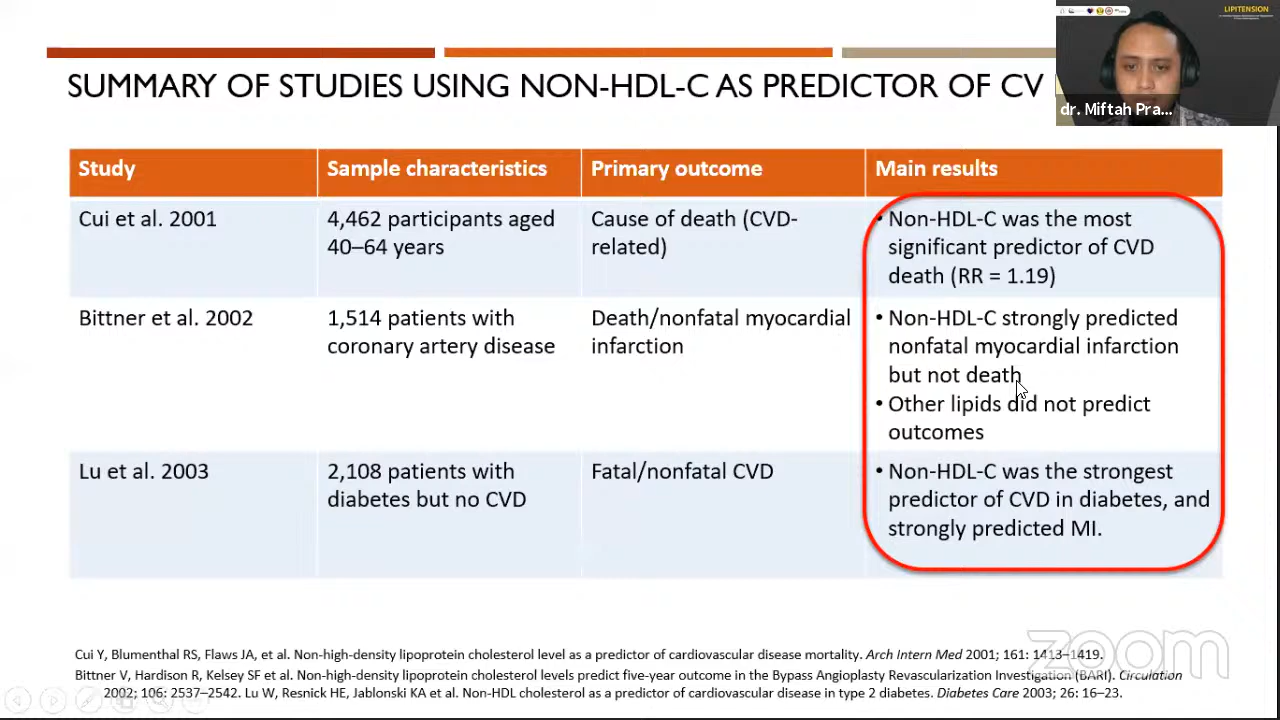 LIPITENSION
SUMMARY OF STUDIES USING NON-HDL-C AS PREDICTOR OF CV
dr. Miftah Pra...
Study
Sample characteristics
Primary outcome
Main results
Cui et al. 2001
4,462 participants aged
40–64 years
Cause of death (CVD-
related)
• Non-HDL-C was the most
significant predictor of CVD
death (RR = 1.19)
Bittner et al. 2002
1,514 patients with
coronary artery disease
Death/nonfatal myocardial
infarction
• Non-HDL-C strongly predicted
nonfatal myocardial infarction
but not death
• Other lipids did not predict
outcomes
Lu et al. 2003
2,108 patients with
diabetes but no CVD
Fatal/nonfatal CVD
• Non-HDL-C was the strongest
predictor of CVD in diabetes, and
strongly predicted MI.
Cui Y, Blumenthal RS, Flaws JA, et al. Non-high-density lipoprotein cholesterol level as a predictor of cardiovascular disease mortality. Arch Intern Med 2001; 161: 1413–1419.
Bittner V, Hardison R, Kelsey SF et al. Non-high-density lipoprotein cholesterol levels predict five-year outcome in the Bypass Angioplasty Revascularization Investigation (BARI). Circulation
2002; 106: 2537–2542. Lu W, Resnick HE, Jablonski KA et al. Non-HDL cholesterol as a predictor of cardiovascular disease in type 2 diabetes. Diabetes Care 2003; 26: 16–23.
zoom